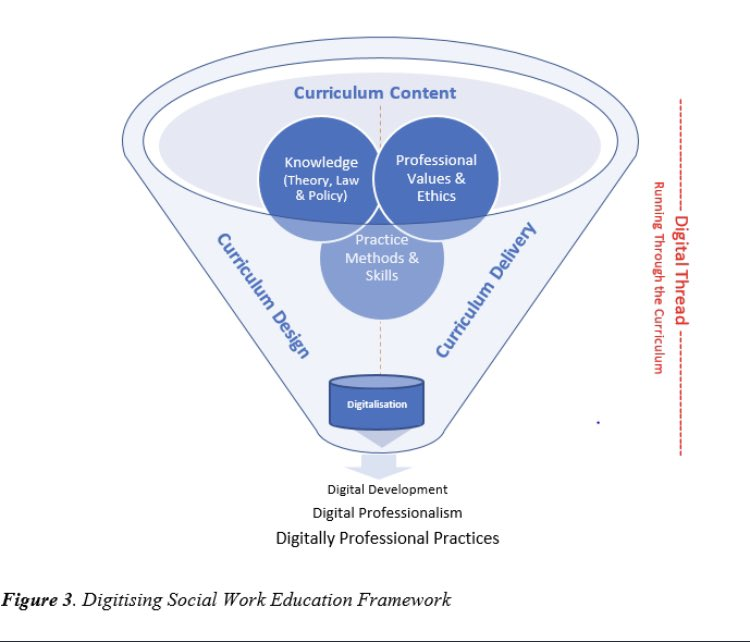 Curriculum Content
Knowledge
(Theory, Law
& Policy)
Professional
Values &
Ethics
Practice
Methods &
Skills
Curriculum Design
Curriculum Delivery
Digitalisation
Digital Thread
Running Through the Curriculum
Digital Development
Digital Professionalism
Digitally Professional Practices
Figure 3. Digitising Social Work Education Framework